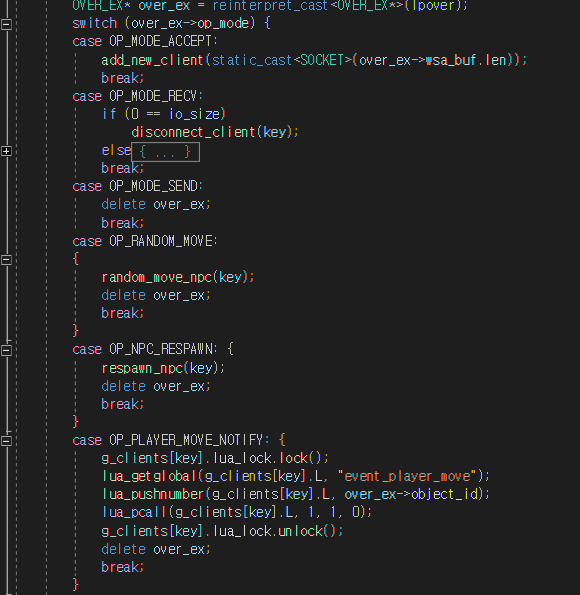 OVER_EX* over_ex = reinterpret_cast<OVER_EX*>(lpover);
switch (over_ex->op_mode) {
case OP_MODE_ACCEPT:
add_new_client(static_cast<SOCKET>(over_ex->wsa_buf.len));
break;
case OP_MODE_RECV:
if (0 == io_size)
disconnect_client(key);
else{ ... }
break;
case OP_MODE_SEND:
delete over_ex;
break;
case OP_RANDOM_MOVE:
{
random_move_npc(key);
delete over_ex;
break;
}
case OP_NPC_RESPAWN: {
respawn_npc(key);
delete over_ex;
break;
}
case OP_PLAYER_MOVE_NOTIFY: {
g_clients[key].lua_lock.lock();
lua_getglobal(g_clients[key].L, "event_player_move");
lua_pushnumber(g_clients[key].L, over_ex->object_id);
lua_pcall(g_clients[key].L, 1, 1, 0);
g_clients[key].lua_lock.unlock();
delete over_ex;
break;
}